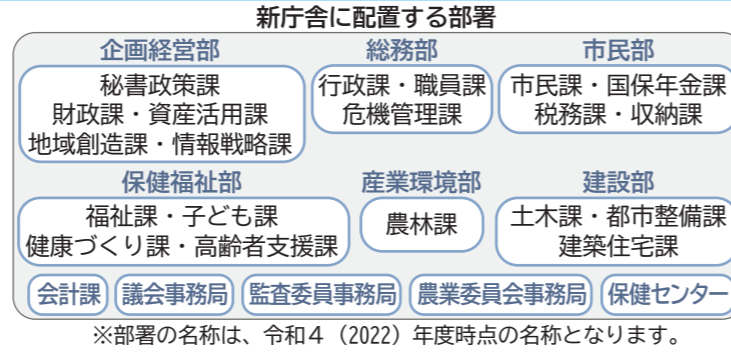 新庁舎に配置する部署
企画経営部
秘書政策課
財政課・資産活用課
地域創造課・情報戦略課
総務部
行政課・職員課
危機管理課
市民部
市民課・国保年金課
税務課・収納課
保健福祉部
福祉課・子ども課
健康づくり課・高齢者支援課
産業環境部
農林課
建設部
土木課・都市整備課
建築住宅課
会計課
議会事務局
監査委員事務局
農業委員会事務局
保健センター
※部署の名称は、令和4（2022）年度時点の名称となります。